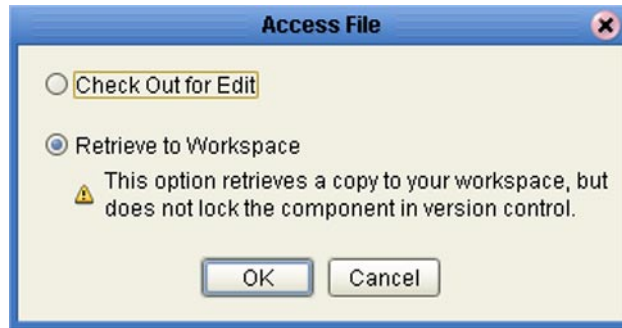 Access File
Check Out for Edit
Retrieve to Workspace
This option retrieves a copy to your workspace, but
does not lock the component in version control.
OK Cancel